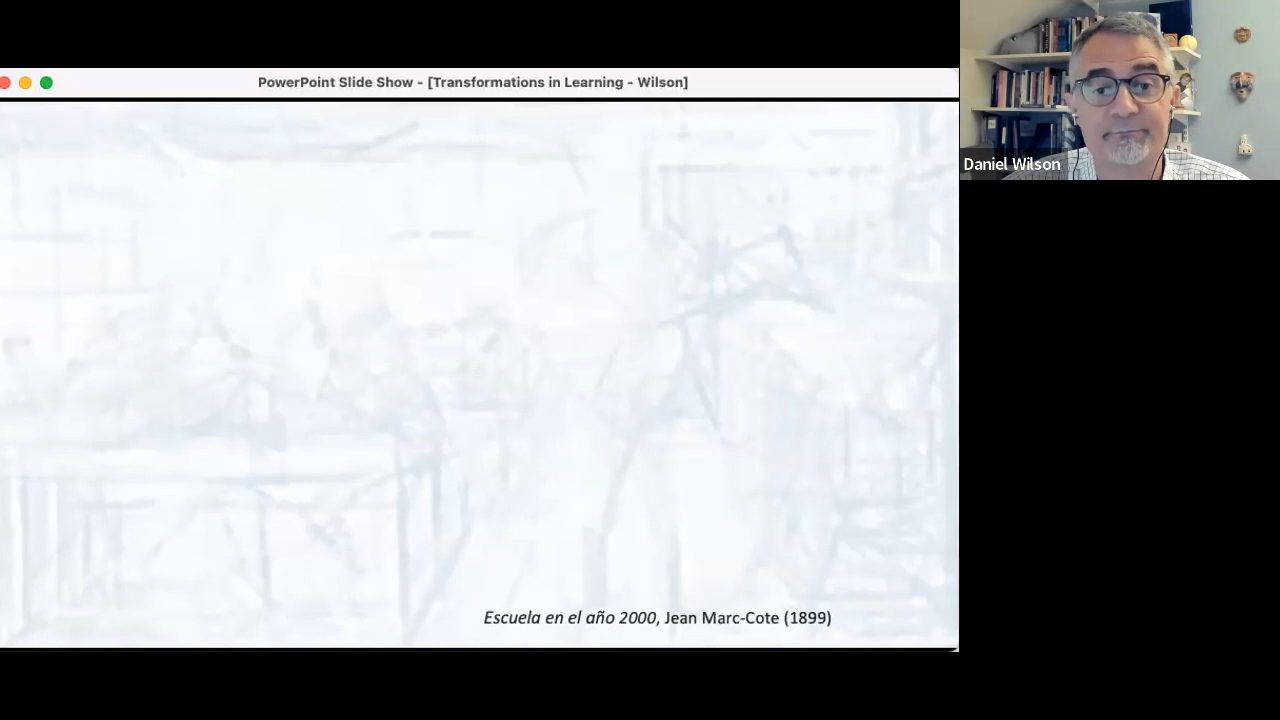 PowerPoint Slide Show - [Transformations in Learning - Wilson]
Daniel Wilson
Escuela en el año 2000, Jean Marc-Cote (1899)